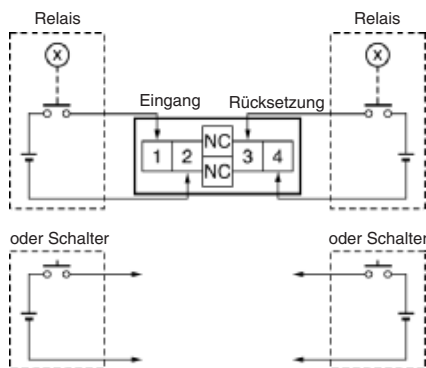 Relais
Relais
X
X
Eingang
Rücksetzung
1 2 NC 3 4
NC
oder Schalter
oder Schalter